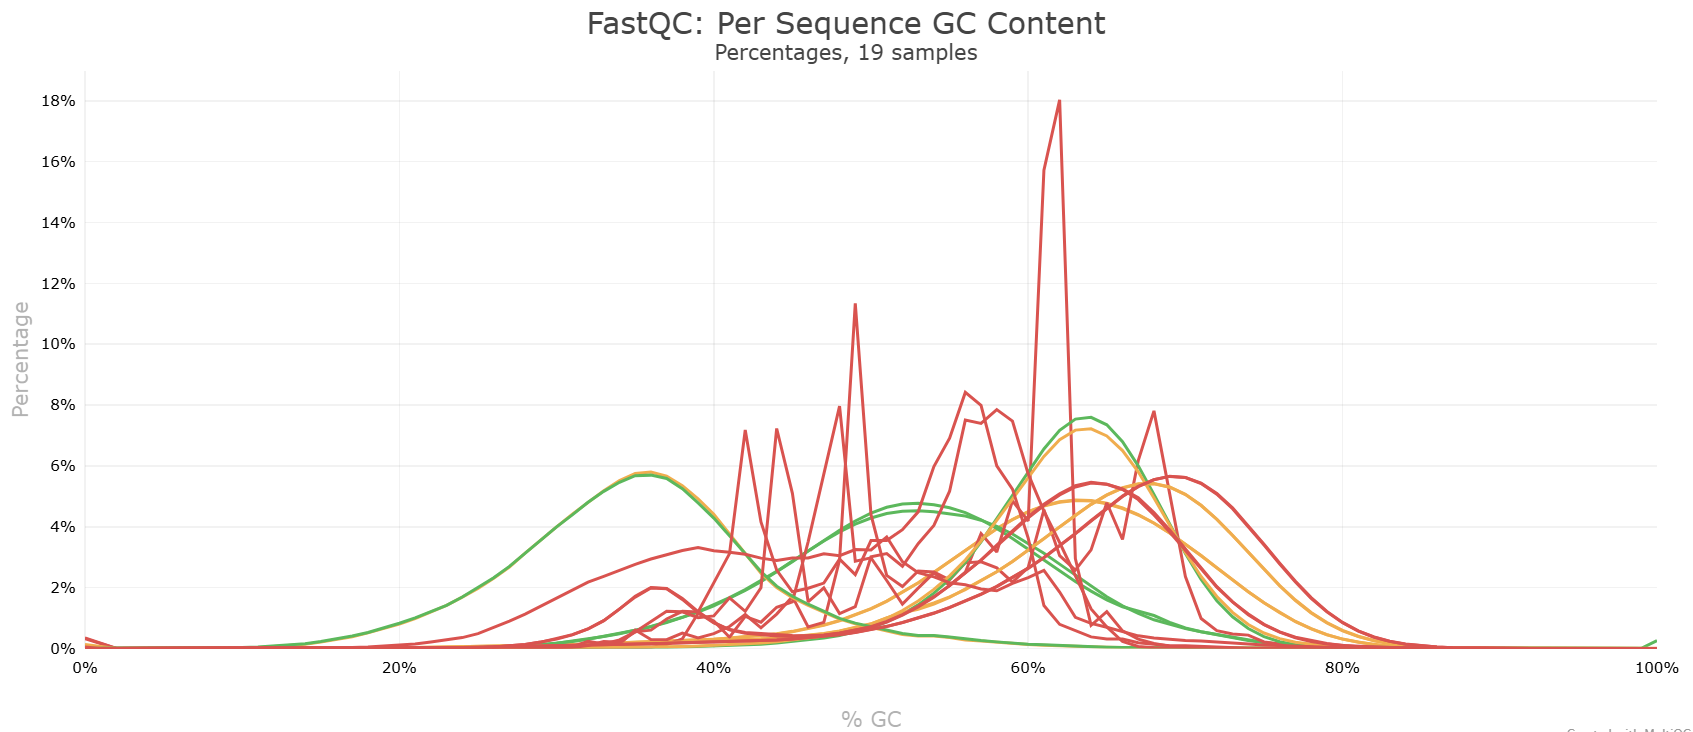 FastQC: Per Sequence GC Content
Percentages, 19 samples
18%
16%
14%
12%
10%
8%
6%
4%
2%
0%
Percentage
0% 20% 40% 60% 80% 100%
% GC